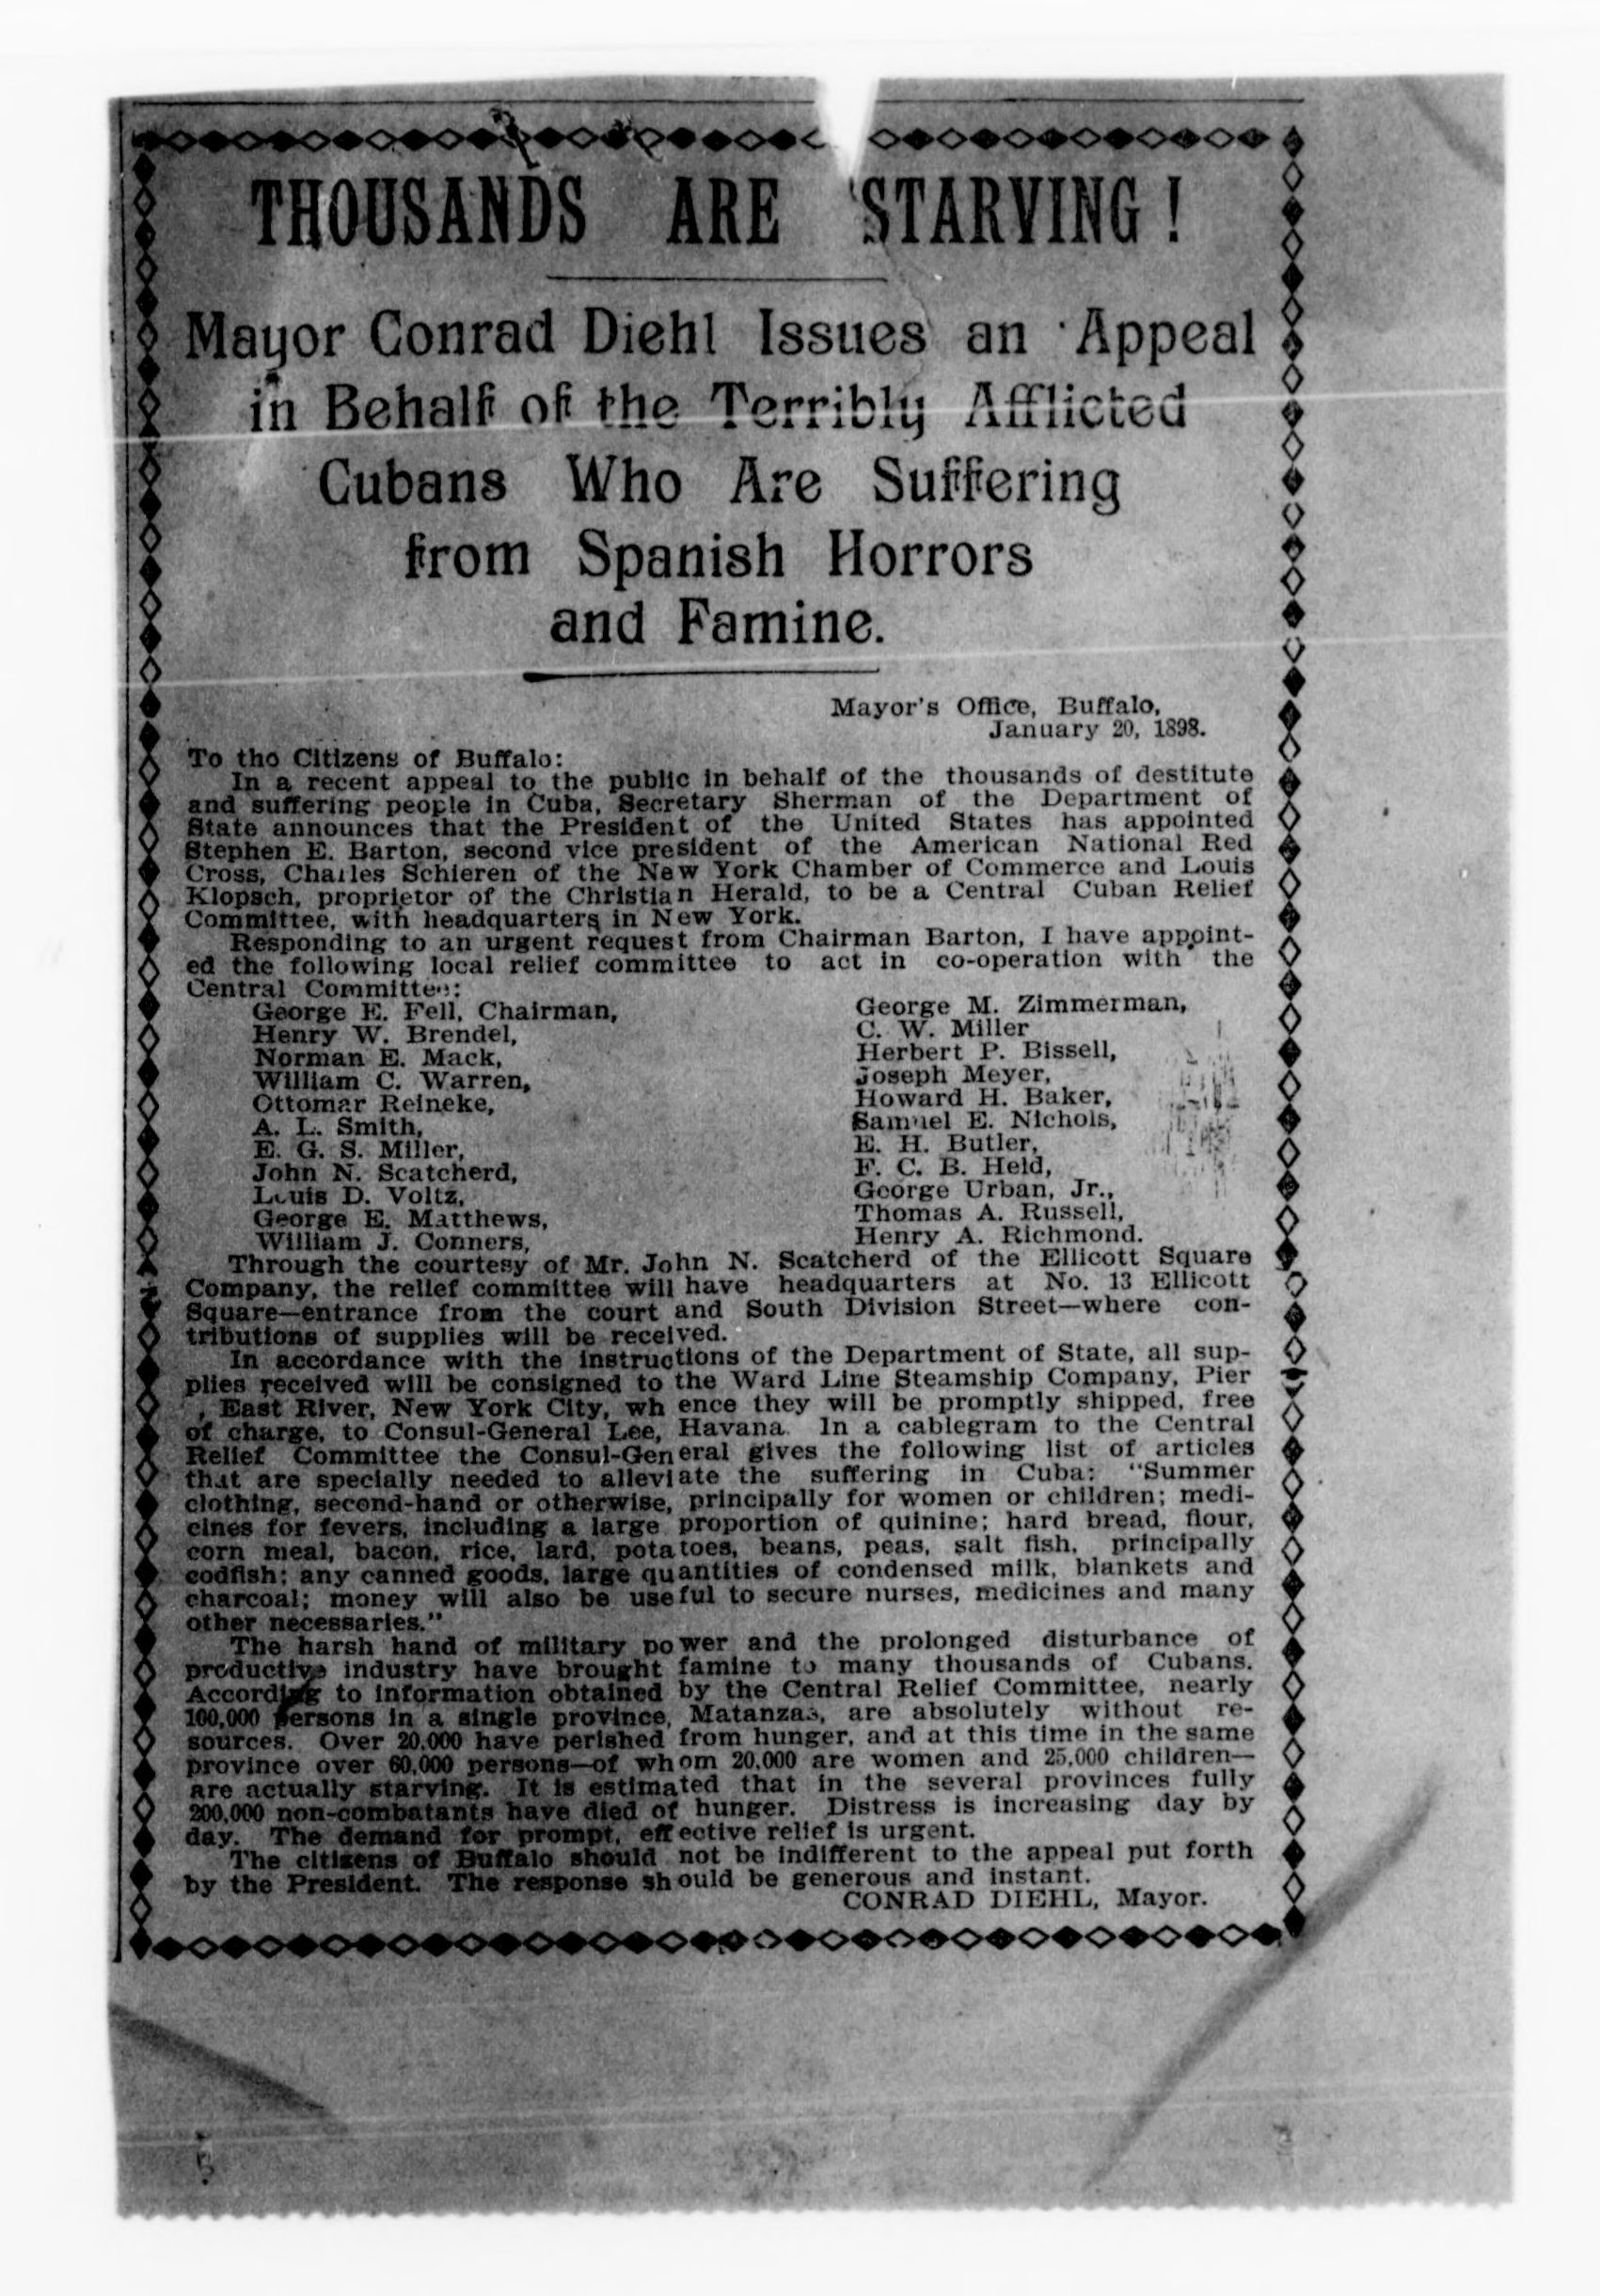 THOUSANDS ARE STARVING!
Mayor Conrad Diehl Issues an Appeal
in Behalf of the Terribly Afflicted
Cubans Who Are Suffering
from Spanish Horrors
and Famine.
Mayor's Office, Buffalo,
January 20, 1898.
To tho Citizens of Buffalo:
In a recent appeal to the public in behalf of the thousands of destitute
and suffering people in Cuba, Secretary Sherman of the Department of
State announces that the President of the United States has appointed
Stephen E. Barton, second vice president of the American National Red
Cross, Charles Schieren of the New York Chamber of Commerce and Louis
Klopsch, proprietor of the Christian Herald, to be a Central Cuban Relief
Committee, with headquarters in New York.
Responding to an urgent request from Chairman Barton, I have appoint-
ed the following local relief committee to act in co-operation with the
Central Committee:
George E. Fell, Chairman,
Henry W. Brendel,
Norman E. Mack,
William C. Warren,
Ottomar Reineke,
A. L. Smith,
E. G. S. Miller,
John N. Scatcherd,
Louis D. Voltz,
George E. Matthews,
William J. Conners,
George M. Zimmerman,
C. W. Miller
Herbert P. Bissell,
Joseph Meyer,
Howard H. Baker,
Samuel E. Nichols,
E. H. Butler,
F. C. B. Held,
George Urban, Jr.,
Thomas A. Russell,
Henry A. Richmond.
Through the courtesy of Mr. John N. Scatcherd of the Ellicott Square
Company, the relief committee will have headquarters at No. 13 Ellicott
Square—entrance from the court and South Division Street—where con-
tributions of supplies will be received.
In accordance with the instructions of the Department of State, all sup-
plies received will be consigned to the Ward Line Steamship Company, Pier
, East River, New York City, whence they will be promptly shipped, free
of charge, to Consul-General Lee, Havana. In a cablegram to the Central
Relief Committee the Consul-General gives the following list of articles
that are specially needed to alleviate the suffering in Cuba: "Summer
clothing, second-hand or otherwise, principally for women or children; medi-
cines for fevers, including a large proportion of quinine; hard bread, flour,
corn meal, bacon, rice, lard, potatoes, beans, peas, salt fish, principally
codfish; any canned goods, large quantities of condensed milk, blankets and
charcoal; money will also be useful to secure nurses, medicines and many
other necessaries."
The harsh hand of military power and the prolonged disturbance of
productive industry have brought famine to many thousands of Cubans.
According to information obtained by the Central Relief Committee, nearly
100,000 persons in a single province, Matanzas, are absolutely without re-
sources. Over 20,000 have perished from hunger, and at this time in the same
province over 60,000 persons—of whom 20,000 are women and 25,000 children—
are actually starving. It is estimated that in the several provinces fully
200,000 non-combatants have died of hunger. Distress is increasing day by
day. The demand for prompt, effective relief is urgent.
The citizens of Buffalo should not be indifferent to the appeal put forth
by the President. The response should be generous and instant.
CONRAD DIEHL, Mayor.